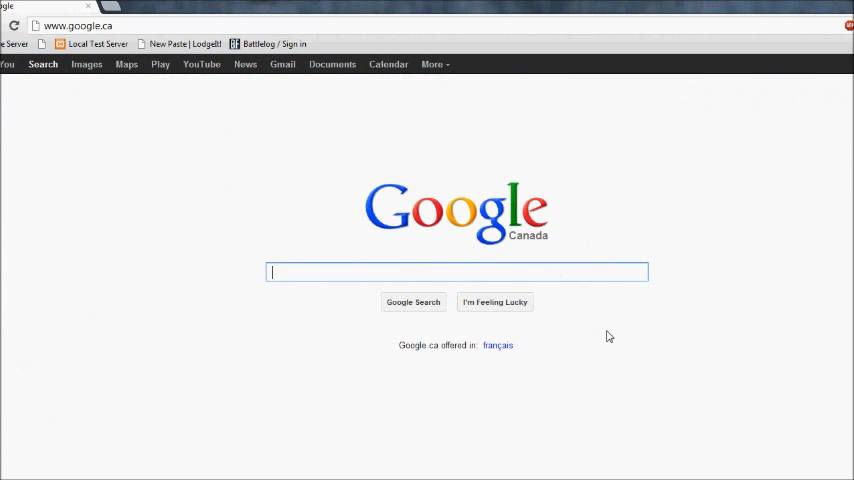 gle
www.google.ca
e Server Local Test Server New Paste | LodgeIt! Battlelog / Sign in
You Search Images Maps Play YouTube News Gmail Documents Calendar More
Google
Canada
Google Search I'm Feeling Lucky
Google.ca offered in: français